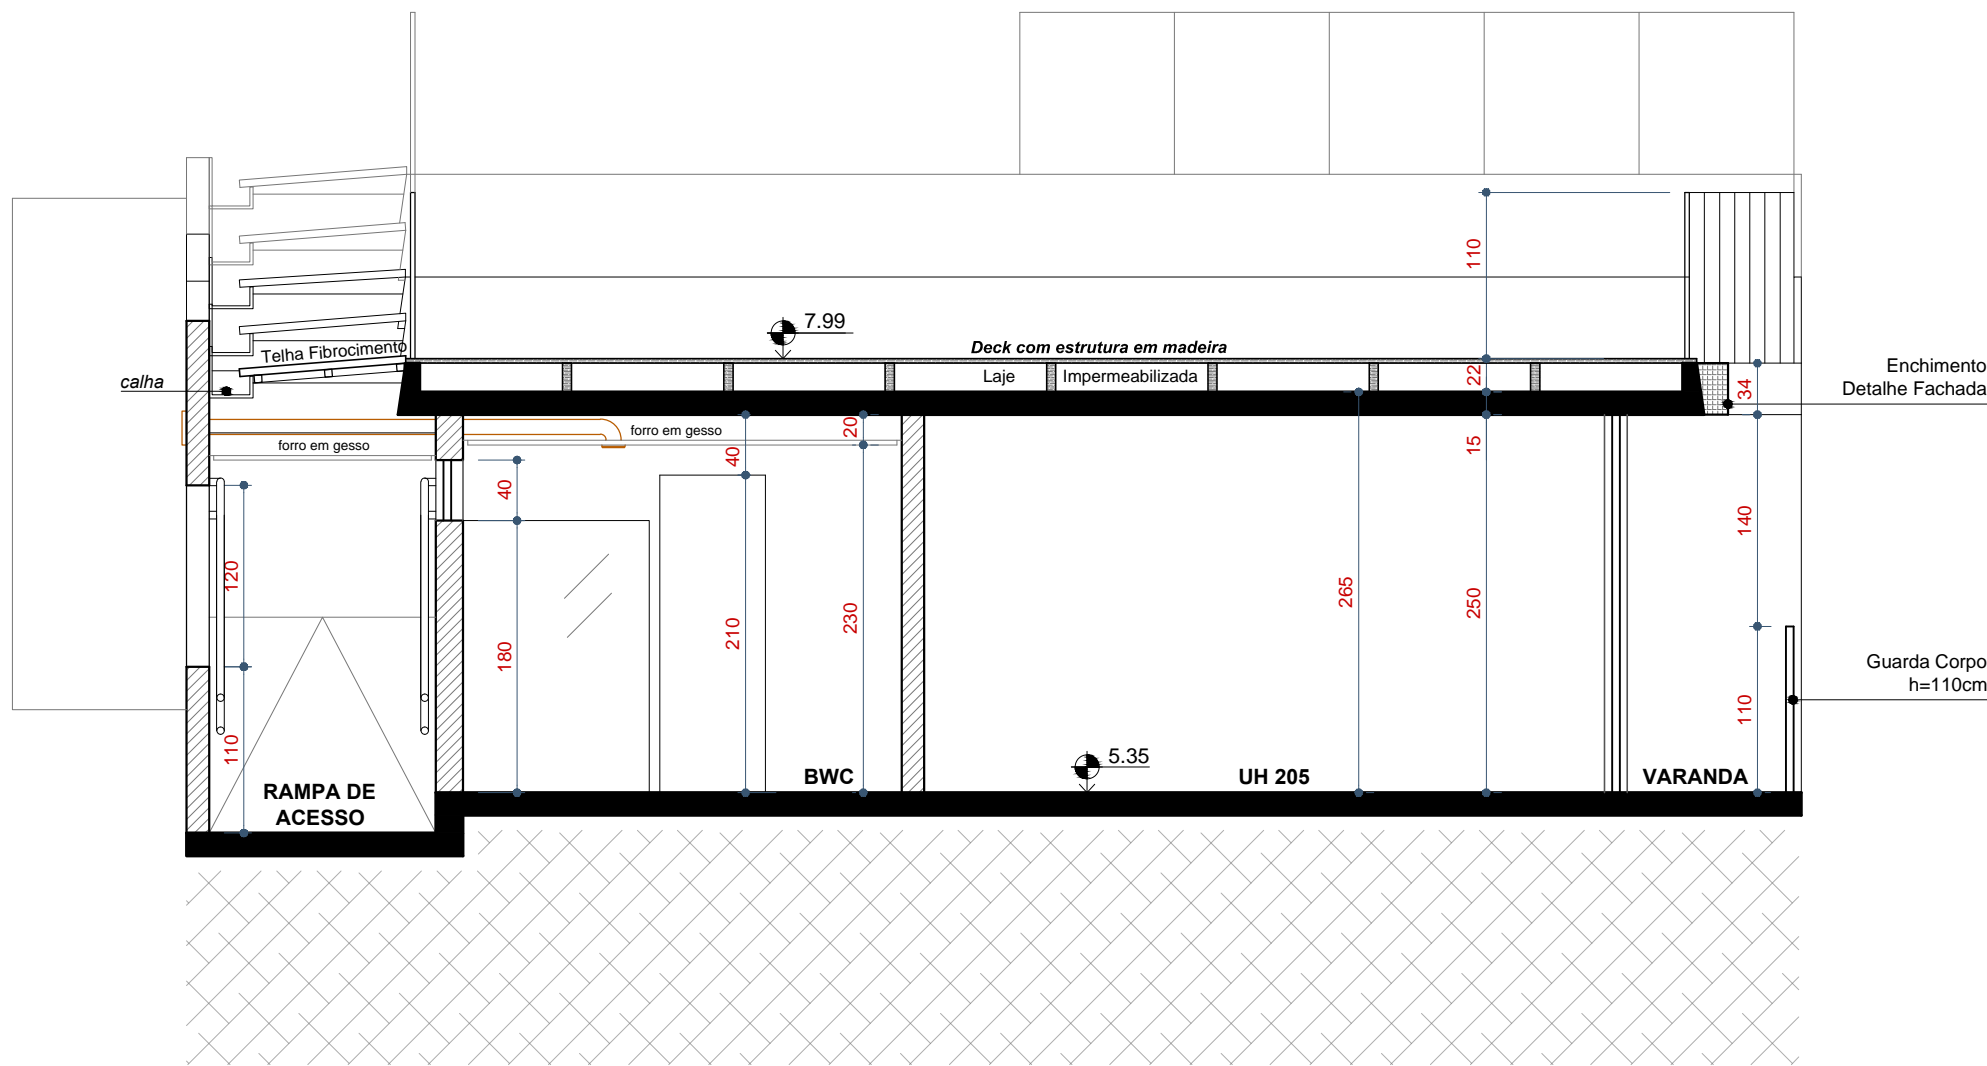 110
7.99
Telha Fibrocimento
Deck com estrutura em madeira
calha
Laje
Impermeabilizada
22
34
Enchimento
Detalhe Fachada
forro em gesso
forro em gesso
20
40
15
40
120
180
210
230
265
250
140
110
110
Guarda Corpo
h=110cm
5.35
RAMPA DE
ACESSO
BWC
UH 205
VARANDA